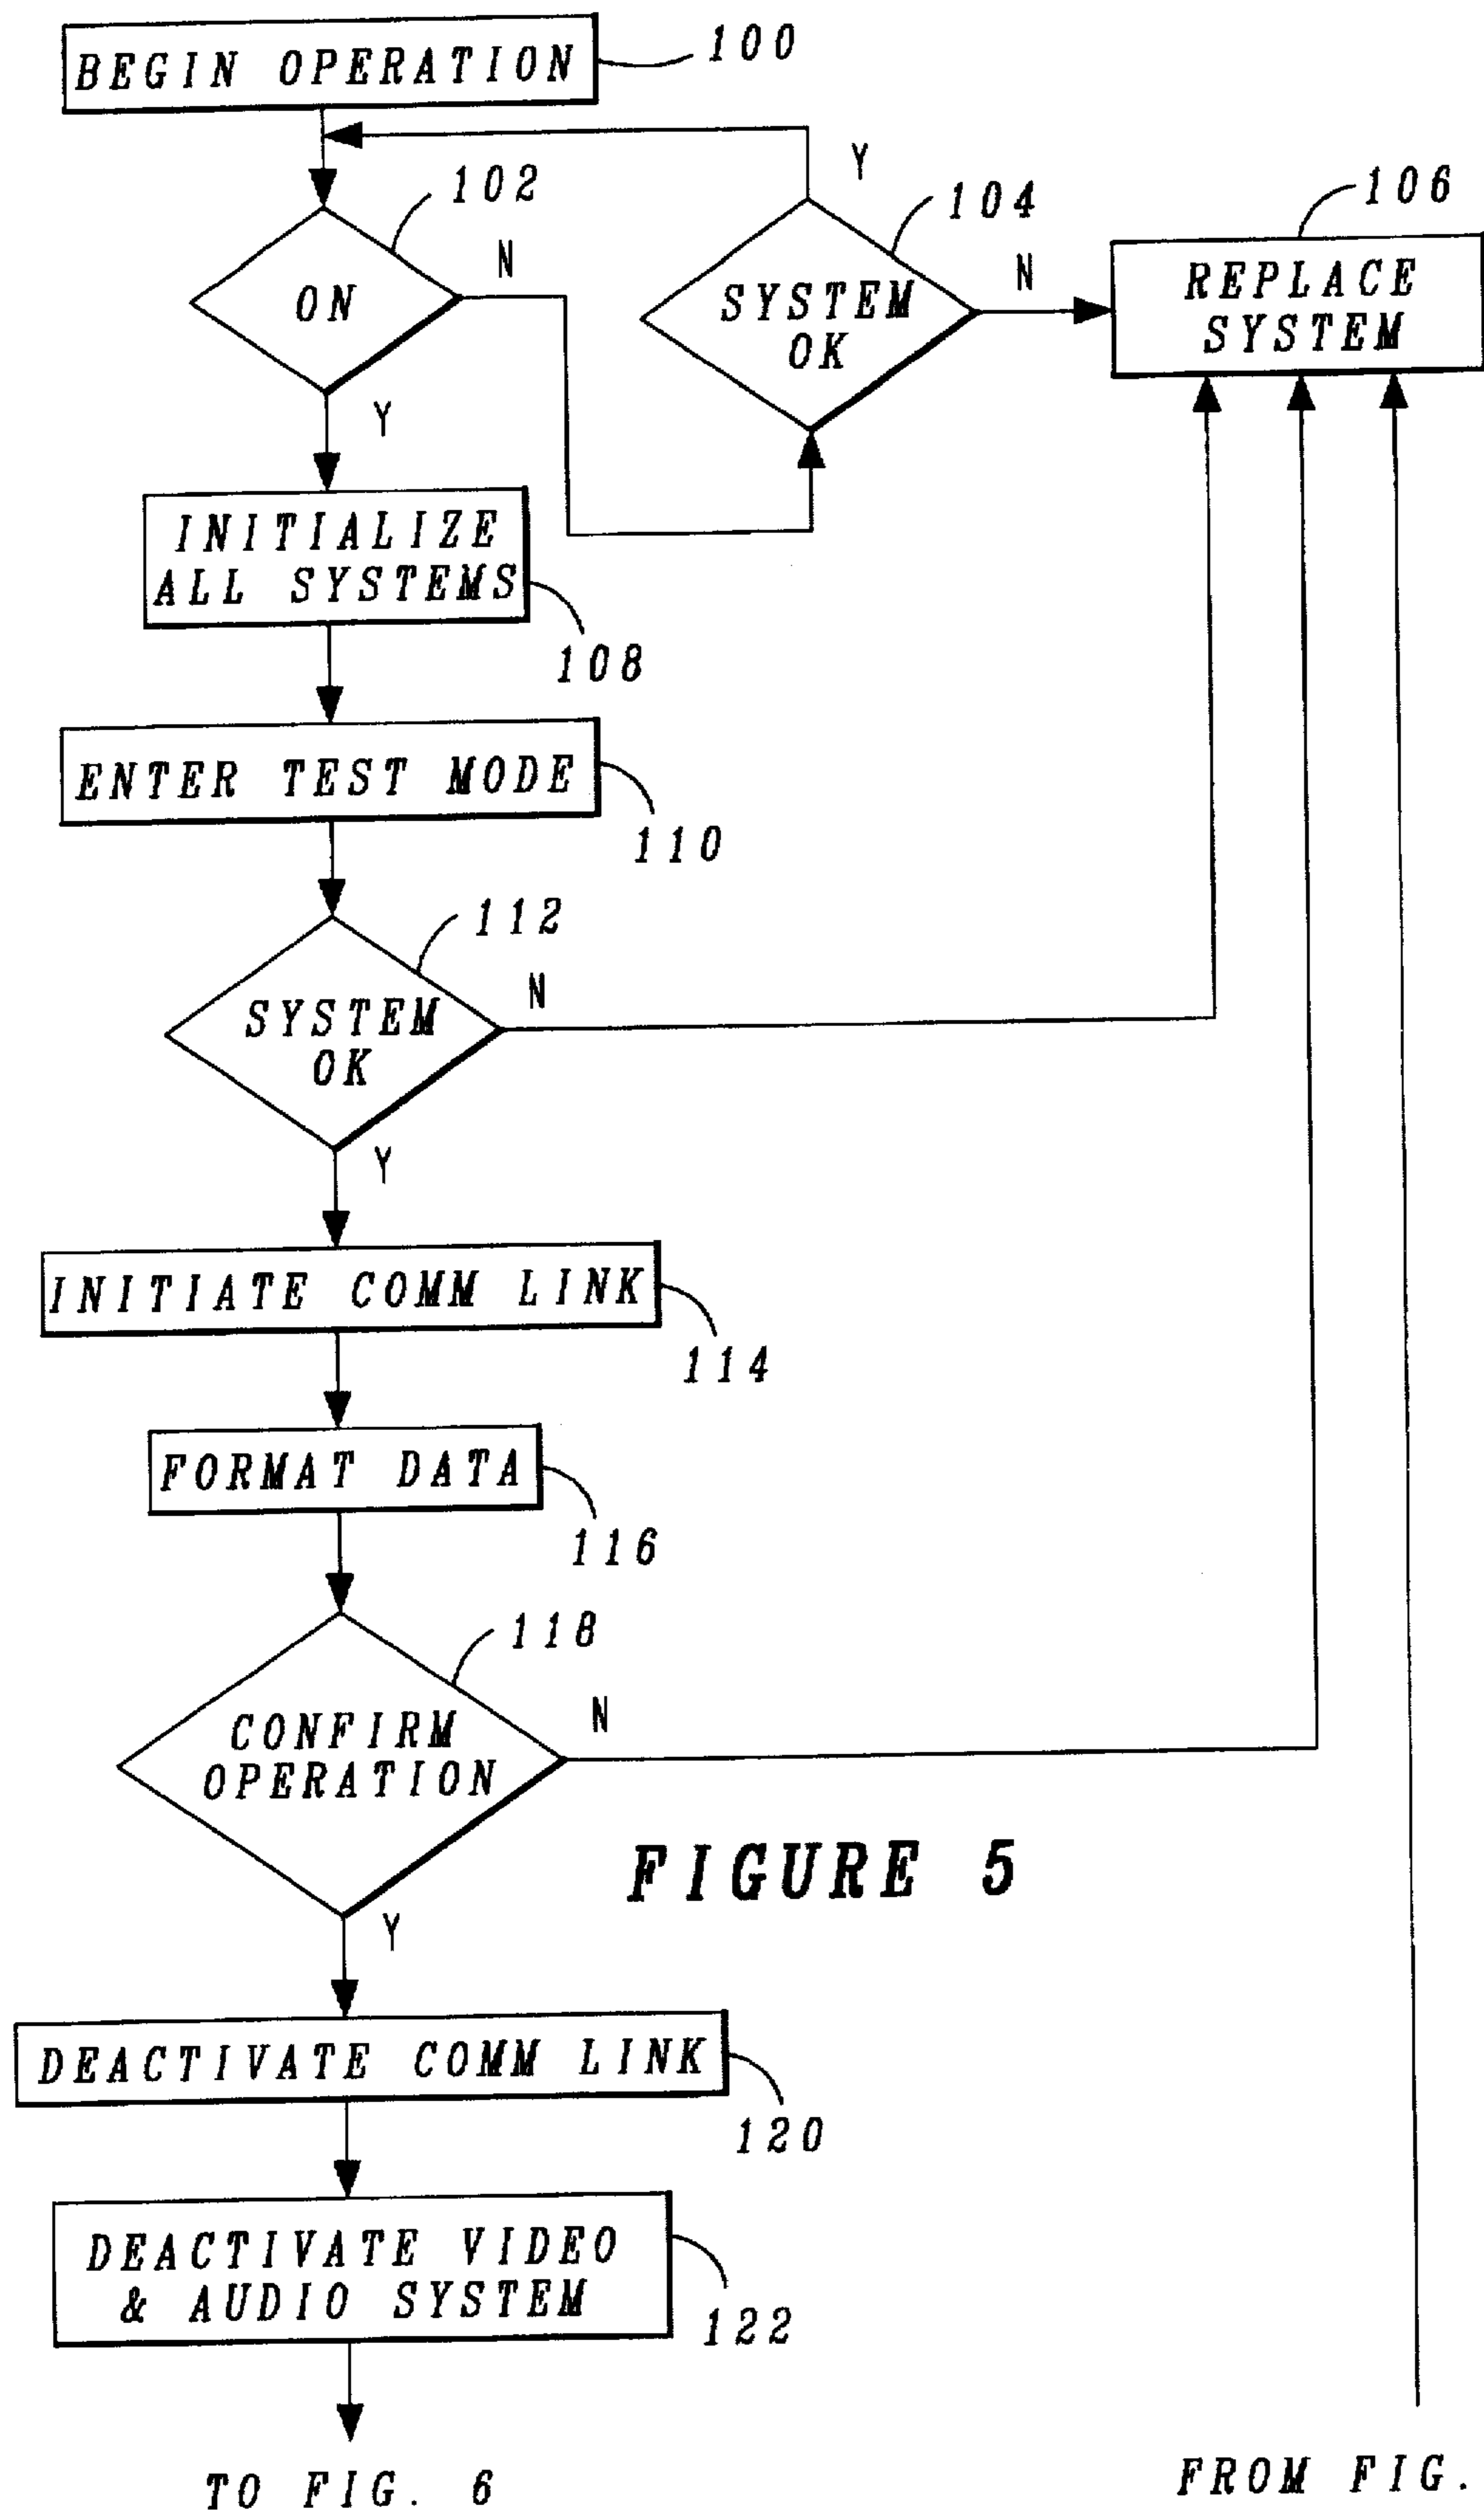 BEGIN OPERATION
100
102
Y
104
106
ON
N
SYSTEM
OK
N
REPLACE
SYSTEM
Y
INITIALIZE
ALL SYSTEMS
108
ENTER TEST MODE
110
112
SYSTEM
OK
N
Y
INITIATE COMM LINK
114
FORMAT DATA
116
118
CONFIRM
OPERATION
N
FIGURE 5
Y
DEACTIVATE COMM LINK
120
DEACTIVATE VIDEO
& AUDIO SYSTEM
122
TO FIG. 6
FROM FIG.